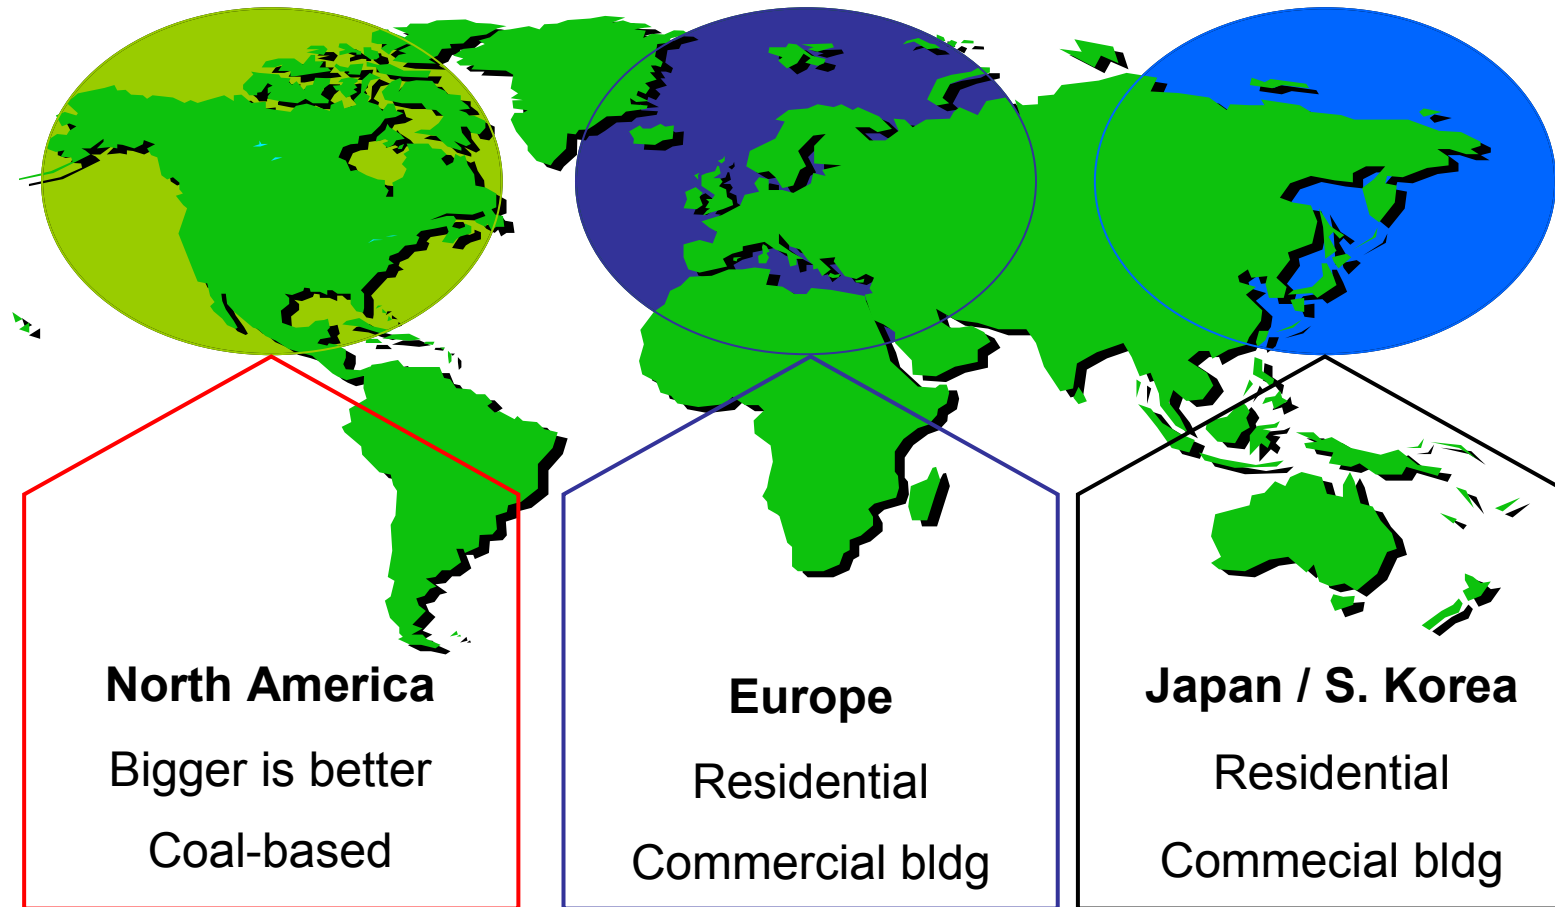 North America
Bigger is better
Coal-based
Europe
Residential
Commercial bldg
Japan / S. Korea
Residential
Commecial bldg